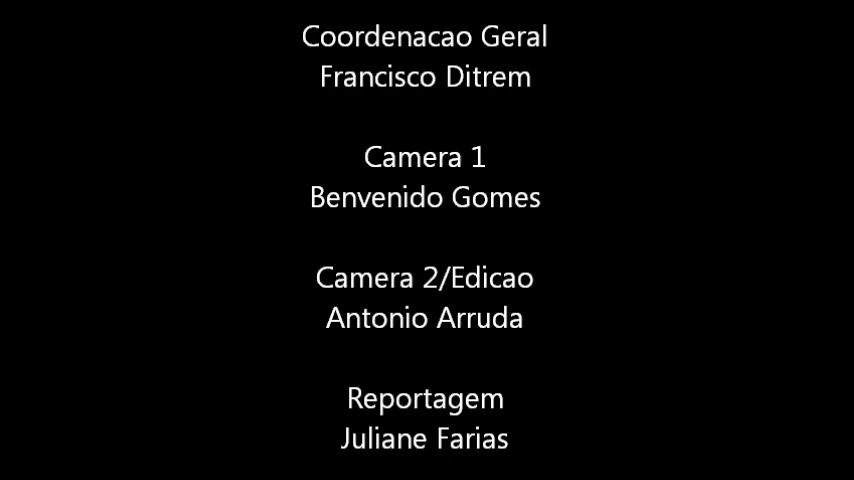 Coordenacao Geral
Francisco Ditrem
Camera 1
Benvenido Gomes
Camera 2/Edicao
Antonio Arruda
Reportagem
Juliane Farias